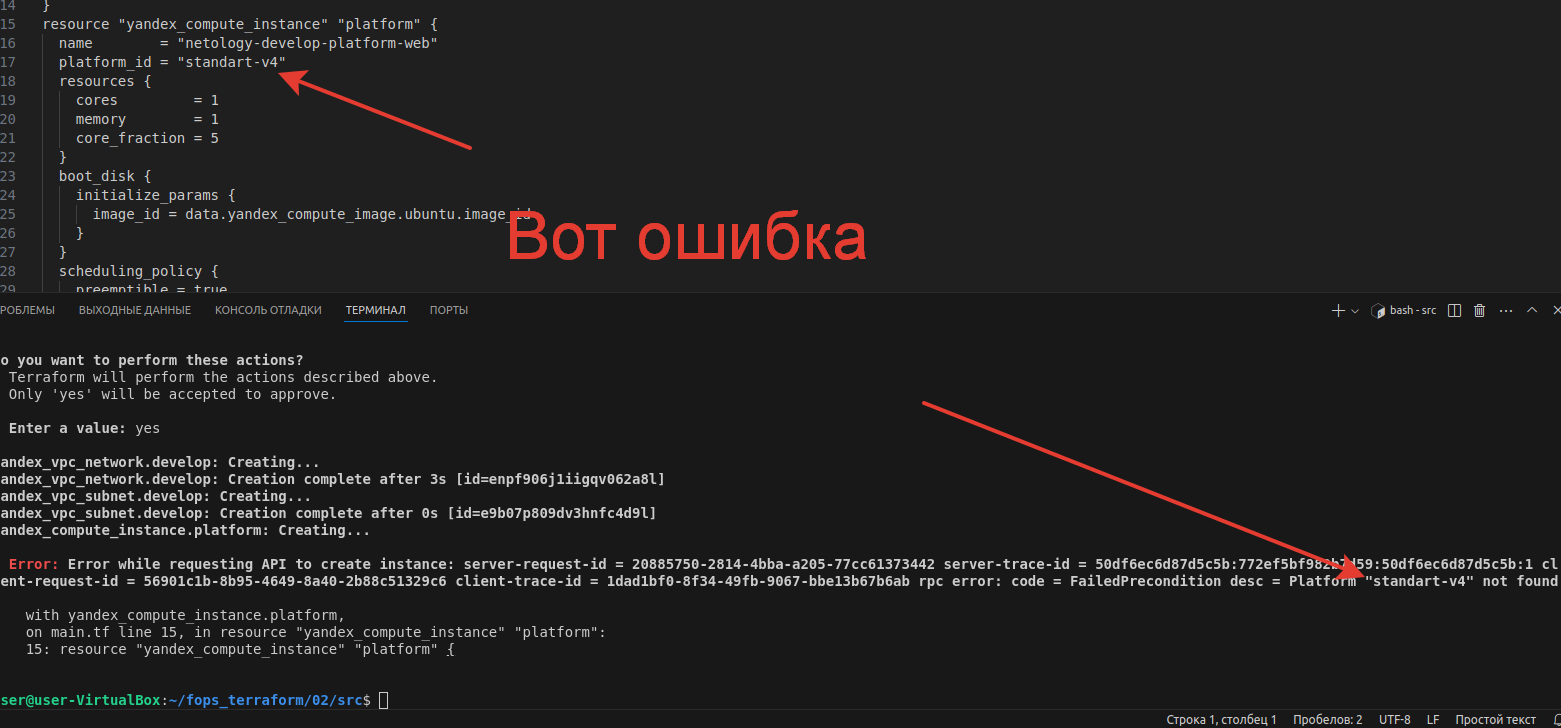 14 }
15 resource "yandex_compute_instance" "platform" {
16 name = "netology-develop-platform-web"
17 platform_id = "standart-v4"
18 resources {
19 cores = 1
20 memory = 1
21 core_fraction = 5
22 }
23 boot_disk {
24 initialize_params {
25 image_id = data.yandex_compute_image.ubuntu.image_id
26 }
27 }
28 scheduling_policy {
29 preemptible = true
Вот ошибка
РОБЛЕМЫ ВЫХОДНЫЕ ДАННЫЕ КОНСОЛЬ ОТЛАДКИ ТЕРМИНАЛ ПОРТЫ bash - src
o you want to perform these actions?
Terraform will perform the actions described above.
Only 'yes' will be accepted to approve.
Enter a value: yes
andex_vpc_network.develop: Creating...
andex_vpc_network.develop: Creation complete after 3s [id=enpf906j1iigqv062a8l]
andex_vpc_subnet.develop: Creating...
andex_vpc_subnet.develop: Creation complete after 0s [id=e9b07p809dv3hnfc4d9l]
andex_compute_instance.platform: Creating...
Error: Error while requesting API to create instance: server-request-id = 20885750-2814-4bba-a205-77cc61373442 server-trace-id = cl
ent-request-id = 56901c1b-8b95-4649-8a40-2b88c51329c6 client-trace-id = 1dad1bf0-8f34-49fb-9067-bbe13b67b6ab rpc error: code = FailedPrecondition desc = Platform "standart-v4" not found
with yandex_compute_instance.platform,
on main.tf line 15, in resource "yandex_compute_instance" "platform":
15: resource "yandex_compute_instance" "platform" {
ser@user-VirtualBox:~/fops_terraform/02/src$
Строка 1, столбец 1 Пробелов: 2 UTF-8 LF Простой текст